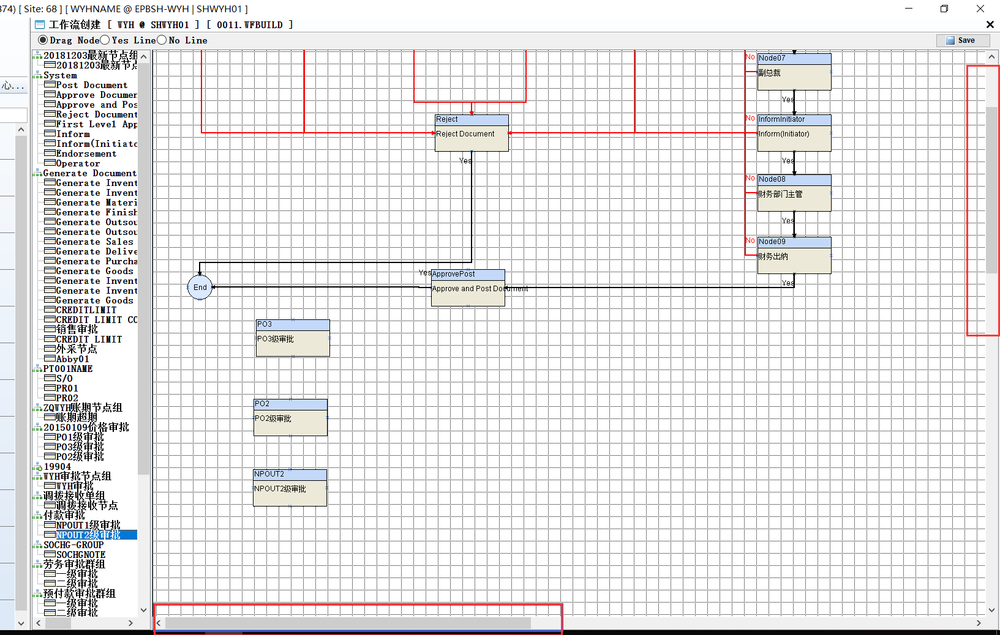 374) [ Site: 68 ] [ WYHNAME @ EPBSH-WYH | SHWYH01 ]
工作流创建 [ WYH @ SHWYH01 ] [ 0011.WFBUILD ]
Drag Node Yes Line No Line
Save
心...
20181203最新节点组
20181203最新节点
System
Post Document
Approve Documen
Approve and Pos
Reject Document
First Level App
Inform
Inform(Initiato
Endorsement
Operator
Generate Document
Generate Invent
Generate Invent
Generate Materi
Generate Finish
Generate Outsou
Generate Outsou
Generate Sales
Generate Delive
Generate Purcha
Generate Goods
Generate Invent
Generate Invent
Generate Goods
CREDITLIMIT
CREDIT LIMIT CO
销售审批
CREDIT LIMIT
外采节点
Abby01
PT001NAME
S/O
PR01
PR02
ZQWYH账期节点组
账期超期
20150109价格审批
PO1级审批
PO3级审批
PO2级审批
19904
WYH审批节点组
WYH审批
调拨接收单组
调拨接收节点
付款审批
NPOUT1级审批
NPOUT2级审批
SOCHG-GROUP
SOCHGNOTE
劳务审批群组
一级审批
二级审批
预付款审批群组
一级审批
二级审批
No
Node07
副总裁
Yes
Reject
Reject Document
Yes
No
InformInitiator
Inform(Initiator)
Yes
No
Node08
财务部门主管
Yes
No
Node09
财务出纳
Yes
End
Yes
ApprovePost
Approve and Post Document
PO3
PO3级审批
PO2
PO2级审批
NPOUT2
NPOUT2级审批